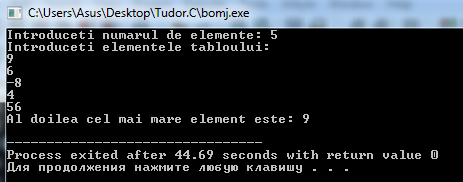 C:\Users\Asus\Desktop\Tudor.C\bomj.exe
Introduceti numarul de elemente: 5
Introduceti elementele tabloului:
9
6
-8
4
56
Al doilea cel mai mare element este: 9

--------------------------------
Process exited after 44.69 seconds with return value 0
Для продолжения нажмите любую клавишу . . .